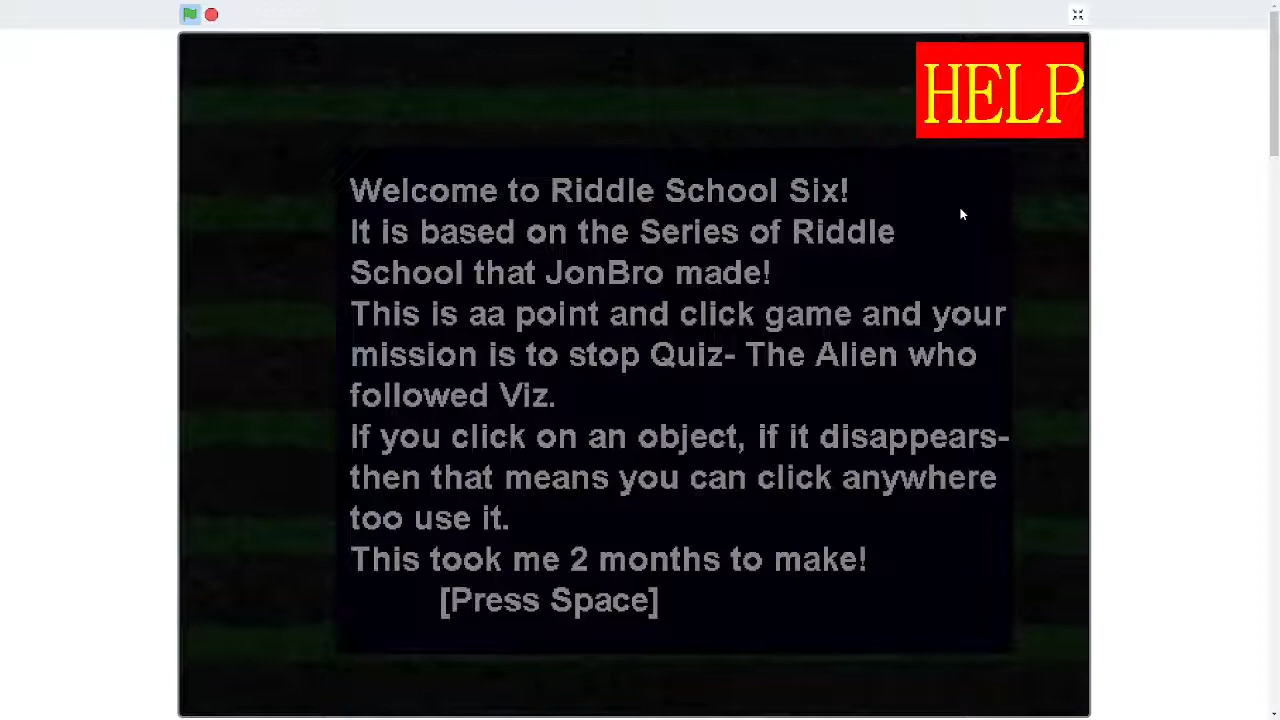 HELP
Welcome to Riddle School Six!
It is based on the Series of Riddle
School that JonBro made!
This is aa point and click game and your
mission is to stop Quiz- The Alien who
followed Viz.
If you click on an object, if it disappears-
then that means you can click anywhere
too use it.
This took me 2 months to make!
[Press Space]